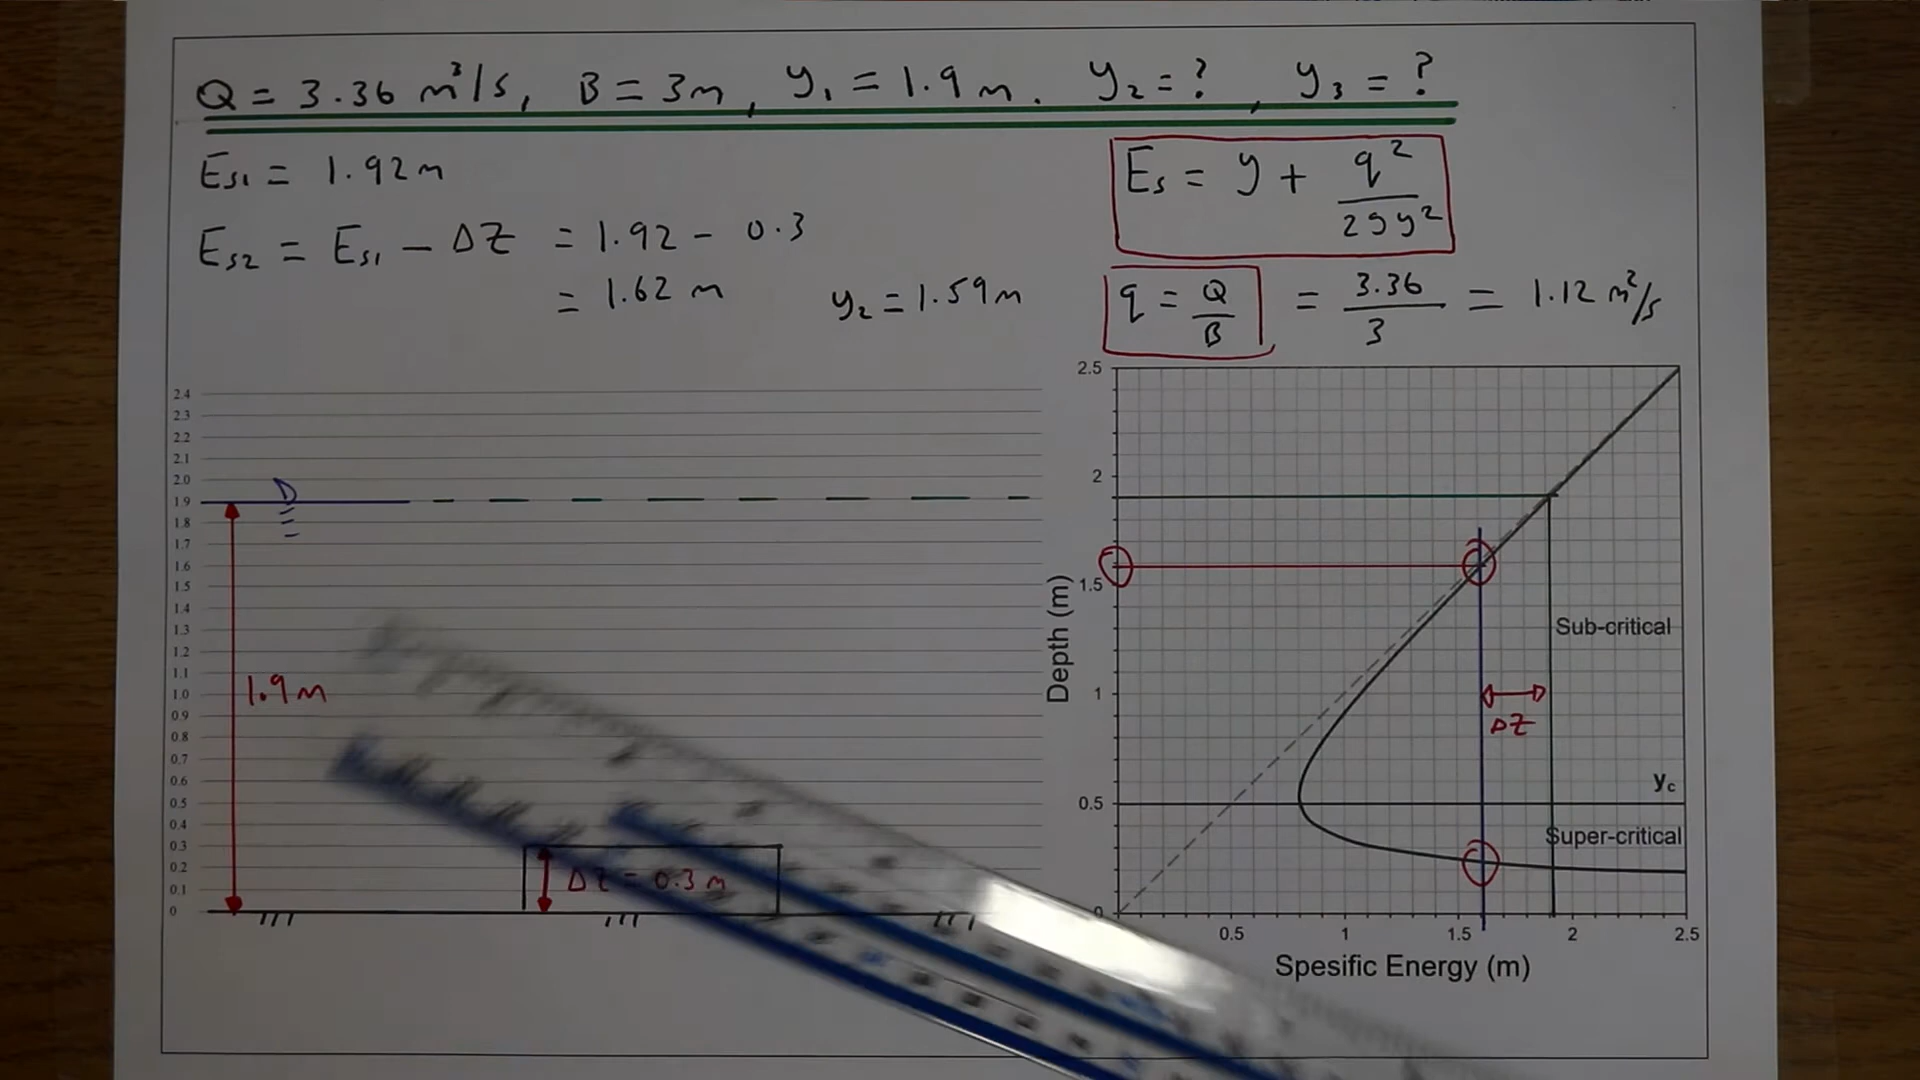 Q = 3.36 m³/s, B = 3m, y₁ = 1.9 m. y₂ = ?, y₃ = ?
Es₁ = 1.92 m
Es₂ = Es₁ − ΔZ = 1.92 − 0.3
= 1.62 m
y₂ = 1.59 m
Es = y + q²/2gy²
q = Q/B = 3.36/3 = 1.12 m²/s
2.4
2.3
2.2
2.1
2.0
1.9
1.8
1.7
1.6
1.5
1.4
1.3
1.2
1.1
1.0
0.9
0.8
0.7
0.6
0.5
0.4
0.3
0.2
0.1
0
1.9 m
ΔZ = 0.3 m
2.5
2
1.5
1
0.5
0
Depth (m)
Sub-critical
ΔZ
yc
Super-critical
0.5 1 1.5 2 2.5
Spesific Energy (m)